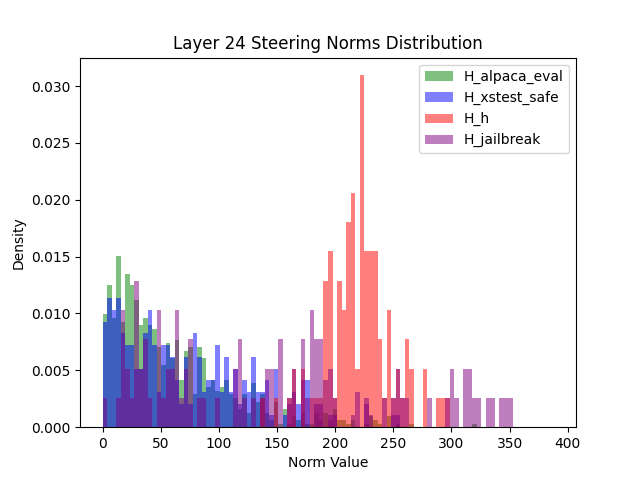 Layer 24 Steering Norms Distribution
H_alpaca_eval
H_xstest_safe
H_h
H_jailbreak
0.030
0.025
0.020
0.015
0.010
0.005
0.000
Density
0 50 100 150 200 250 300 350 400
Norm Value